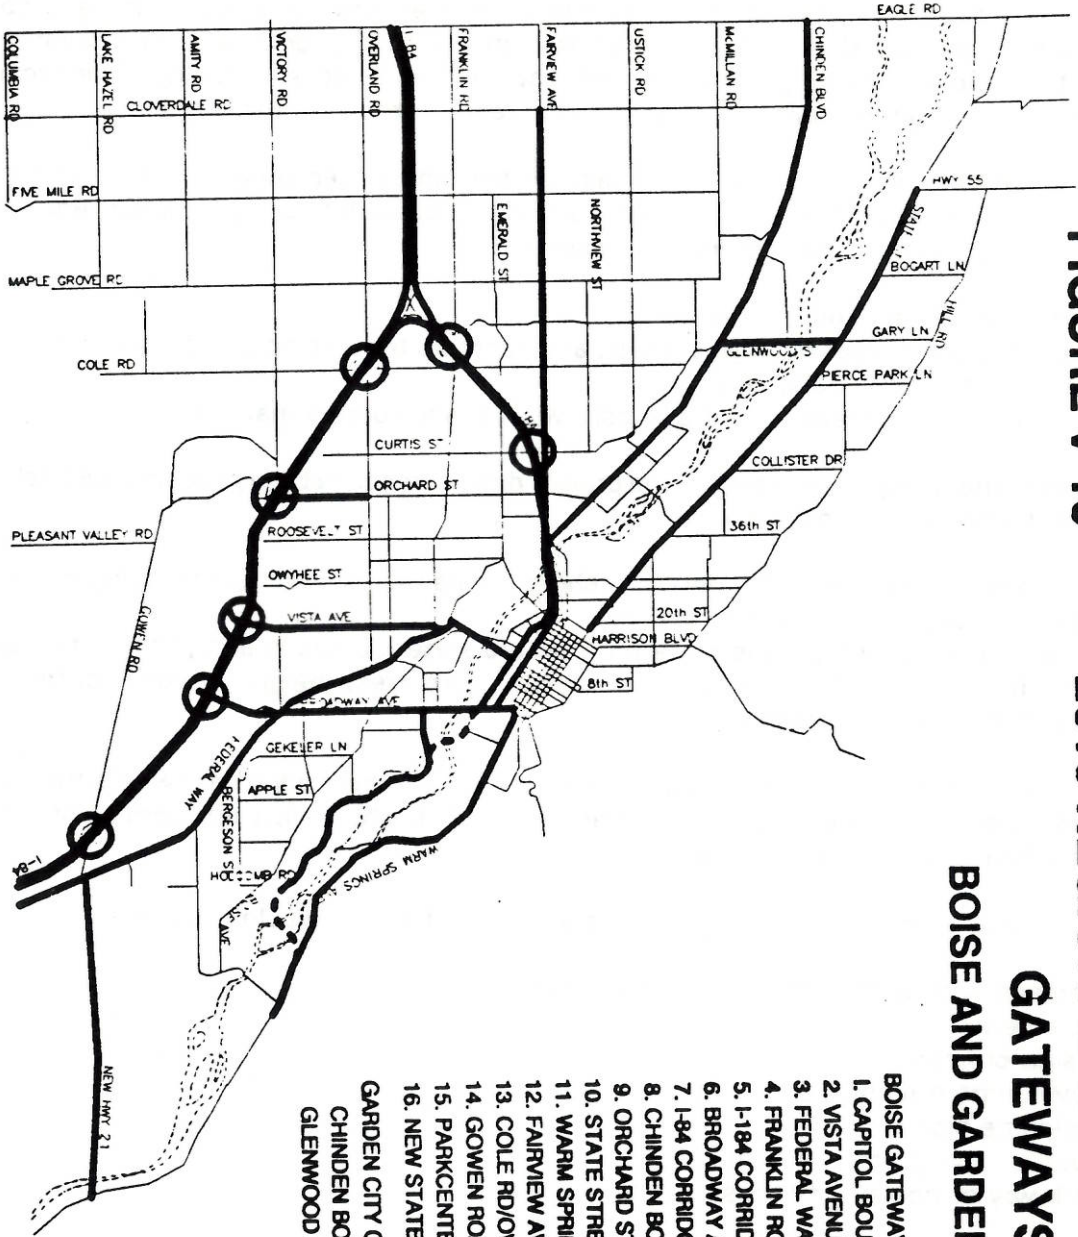 EAGLE RD
COLUMBIA RD
LAKE HAZEL RD
AMITY RD
VICTORY RD
OVERLAND RD
I-84
FRANKLIN RD
FAIRVIEW AVE
USTICK RD
McMILLAN RD
CHINDEN BLVD
CLOVERDALE RD
FIVE MILE RD
HWY 55
EMERALD ST
NORTHVIEW ST
BOGART LN
MAPLE GROVE RD
HILL RD
GARY LN
GLENWOOD S
COLE RD
PIERCE PARK LN
CURTIS ST
COLLISTER DR
ORCHARD ST
36th ST
PLEASANT VALLEY RD
ROOSEVELT ST
OWYHEE ST
VISTA AVE
20th ST
GOWEN RD
HARRISON BLVD
8th ST
BROADWAY AVE
GEKELER LN
FEDERAL WAY
APPLE ST
BERGESON ST
WARM SPRINGS
I-84
AVE
NEW HWY 21
GATEWAYS
BOISE AND GARDE
BOISE GATEWA
1. CAPITOL BOU
2. VISTA AVENU
3. FEDERAL WA
4. FRANKLIN RO
5. I-184 CORRID
6. BROADWAY
7. I-84 CORRIDO
8. CHINDEN BO
9. ORCHARD S
10. STATE STRE
11. WARM SPRI
12. FAIRVIEW AV
13. COLE RD/OV
14. GOWEN RO
15. PARKCENTE
16. NEW STATE
GARDEN CITY
CHINDEN BO
GLENWOOD